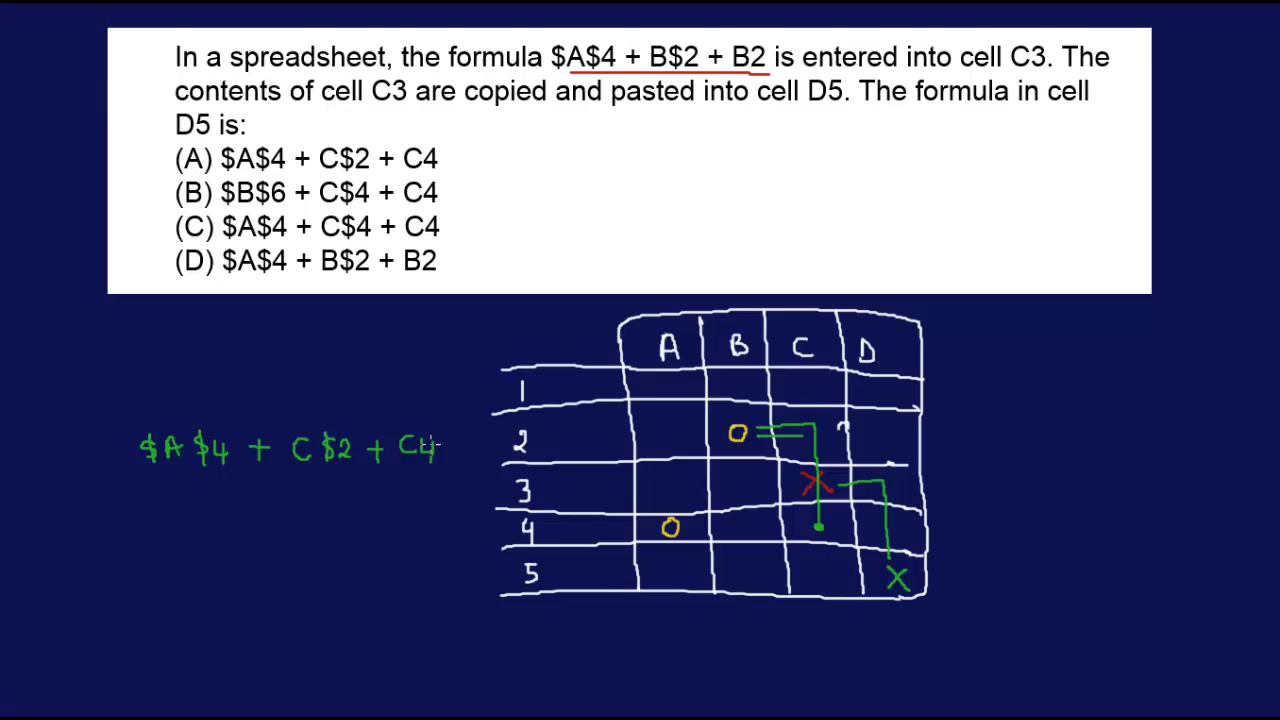 In a spreadsheet, the formula $A$4 + B$2 + B2 is entered into cell C3. The
contents of cell C3 are copied and pasted into cell D5. The formula in cell
D5 is:
(A) $A$4 + C$2 + C4
(B) $B$6 + C$4 + C4
(C) $A$4 + C$4 + C4
(D) $A$4 + B$2 + B2
A B C D
1
2
$A $4 + C $2 + C4
3
4
5